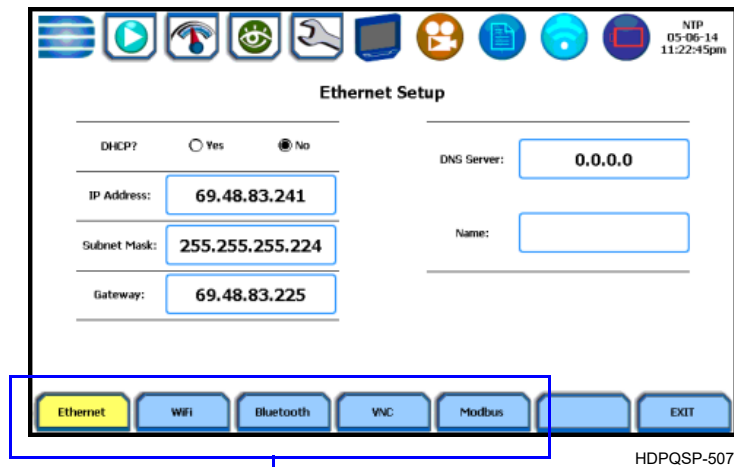 NTP
05-06-14
11:22:45pm
Ethernet Setup
DHCP? Yes No
IP Address: 69.48.83.241
Subnet Mask: 255.255.255.224
Gateway: 69.48.83.225
DNS Server: 0.0.0.0
Name:
Ethernet WiFi Bluetooth VNC Modbus EXIT
HDPQSP-507